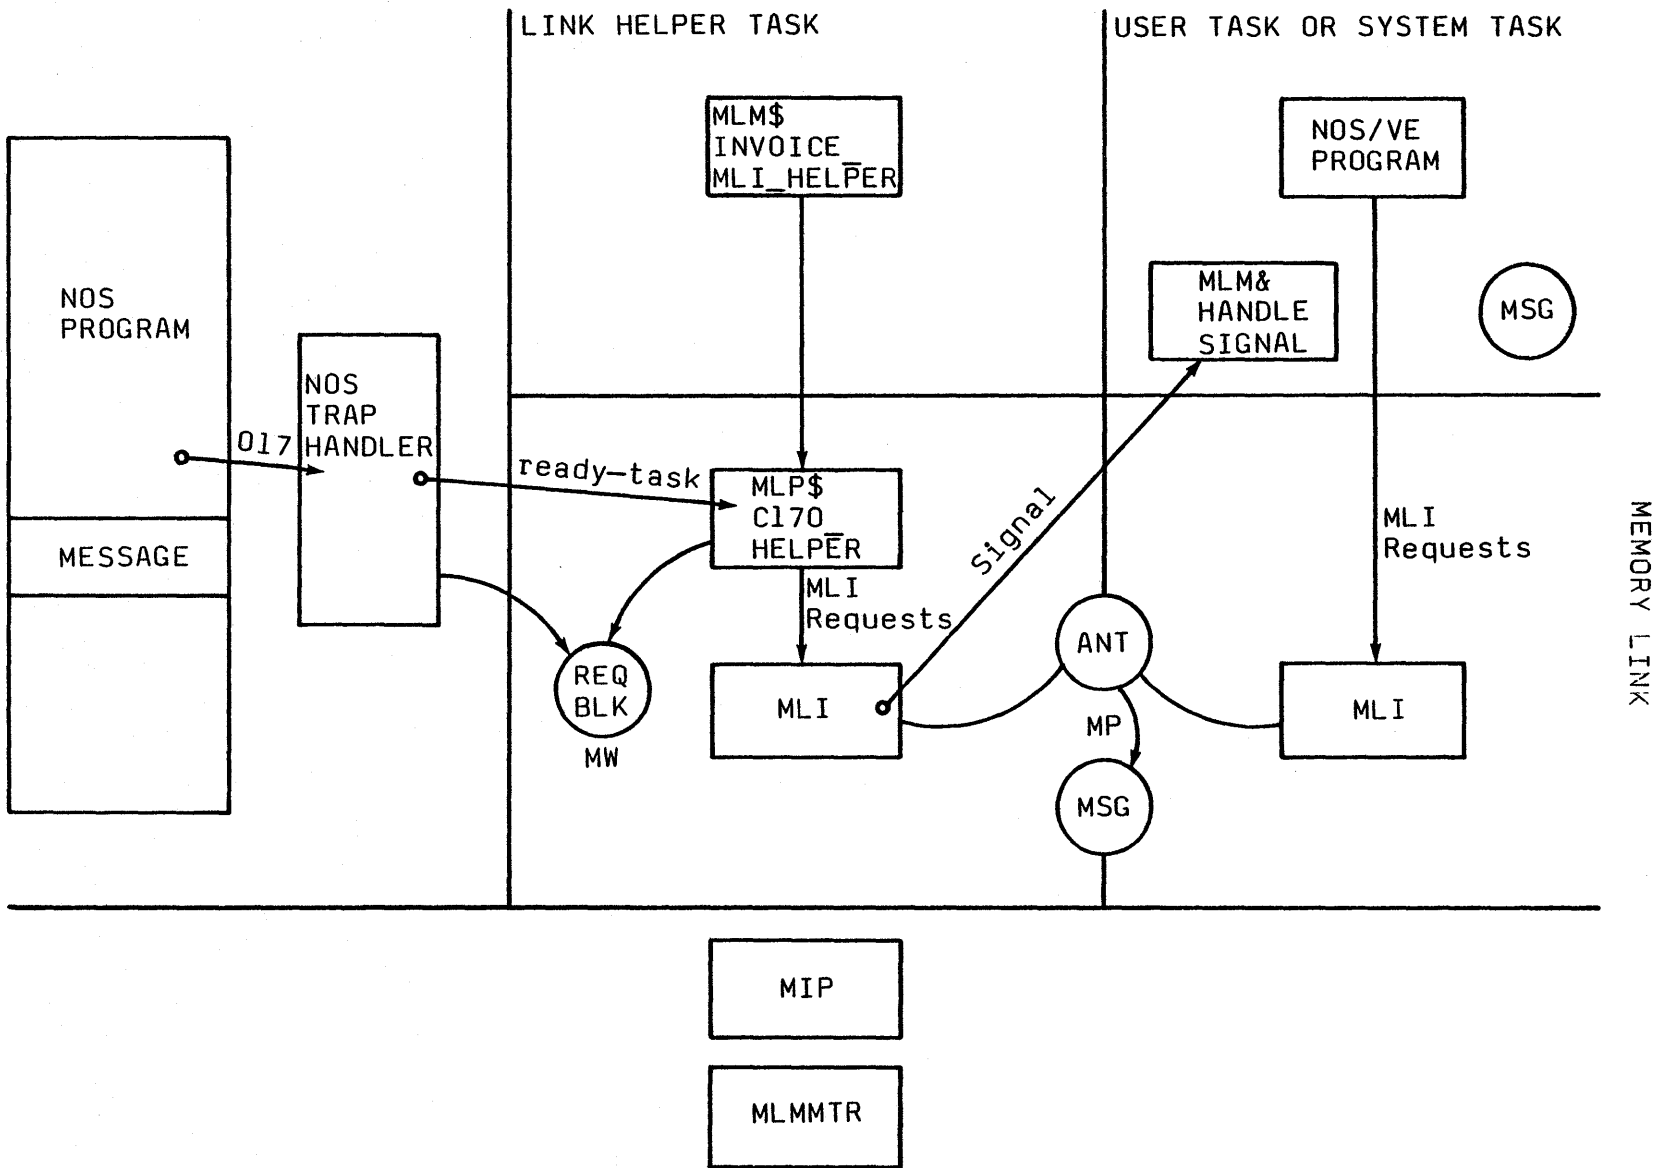 LINK HELPER TASK
USER TASK OR SYSTEM TASK
MLM$
INVOICE_
MLI_HELPER
NOS/VE
PROGRAM
NOS
PROGRAM
MLM&
HANDLE
SIGNAL
MSG
NOS
TRAP
HANDLER
017
ready-task
MLP$
C170_
HELPER
Signal
MLI
Requests
MESSAGE
MLI
Requests
MEMORY LINK
REQ
BLK
MW
MLI
ANT
MP
MSG
MLI
MIP
MLMMTR